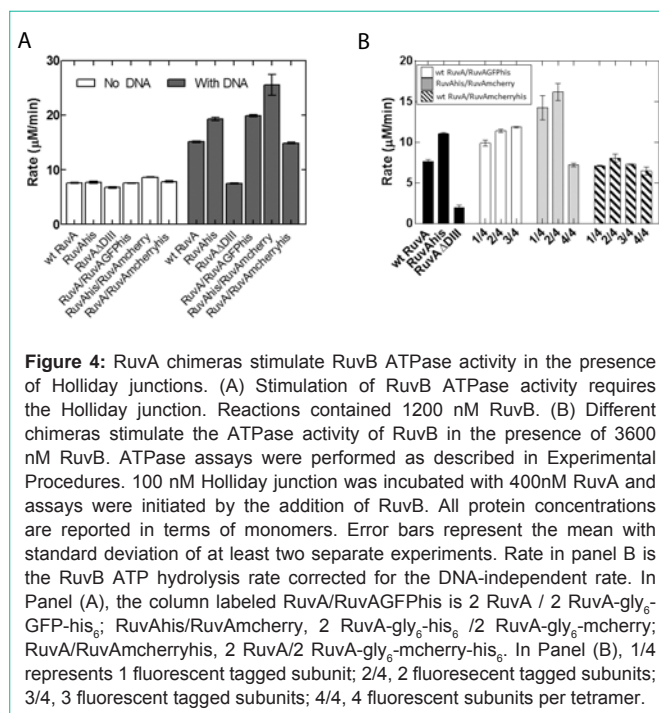 A
B
30
20
10
0
Rate (µM/min)
No DNA
With DNA
wt RuvA
RuvAhis
RuvAΔDIII
RuvA/RuvAGFPhis
RuvAhis/RuvAmcherry
RuvA/RuvAmcherryhis
wt RuvA
RuvAhis
RuvAΔDIII
RuvA/RuvAGFPhis
RuvAhis/RuvAmcherry
RuvA/RuvAmcherryhis
20
15
10
5
0
Rate (µM/min)
wt RuvA/RuvAGFPhis
RuvAhis/RuvAmcherry
wt RuvA/RuvAmcherryhis
wt RuvA
RuvAhis
RuvAΔDIII
1/4
2/4
3/4
1/4
2/4
4/4
1/4
2/4
3/4
4/4
Figure 4: RuvA chimeras stimulate RuvB ATPase activity in the presence
of Holliday junctions. (A) Stimulation of RuvB ATPase activity requires
the Holliday junction. Reactions contained 1200 nM RuvB. (B) Different
chimeras stimulate the ATPase activity of RuvB in the presence of 3600
nM RuvB. ATPase assays were performed as described in Experimental
Procedures. 100 nM Holliday junction was incubated with 400nM RuvA and
assays were initiated by the addition of RuvB. All protein concentrations
are reported in terms of monomers. Error bars represent the mean with
standard deviation of at least two separate experiments. Rate in panel B is
the RuvB ATP hydrolysis rate corrected for the DNA-independent rate. In
Panel (A), the column labeled RuvA/RuvAGFPhis is 2 RuvA / 2 RuvA-gly₆-
GFP-his₆; RuvAhis/RuvAmcherry, 2 RuvA-gly₆-his₆ /2 RuvA-gly₆-mcherry;
RuvA/RuvAmcherryhis, 2 RuvA/2 RuvA-gly₆-mcherry-his₆. In Panel (B), 1/4
represents 1 fluorescent tagged subunit; 2/4, 2 fluoresecent tagged subunits;
3/4, 3 fluorescent tagged subunits; 4/4, 4 fluorescent subunits per tetramer.